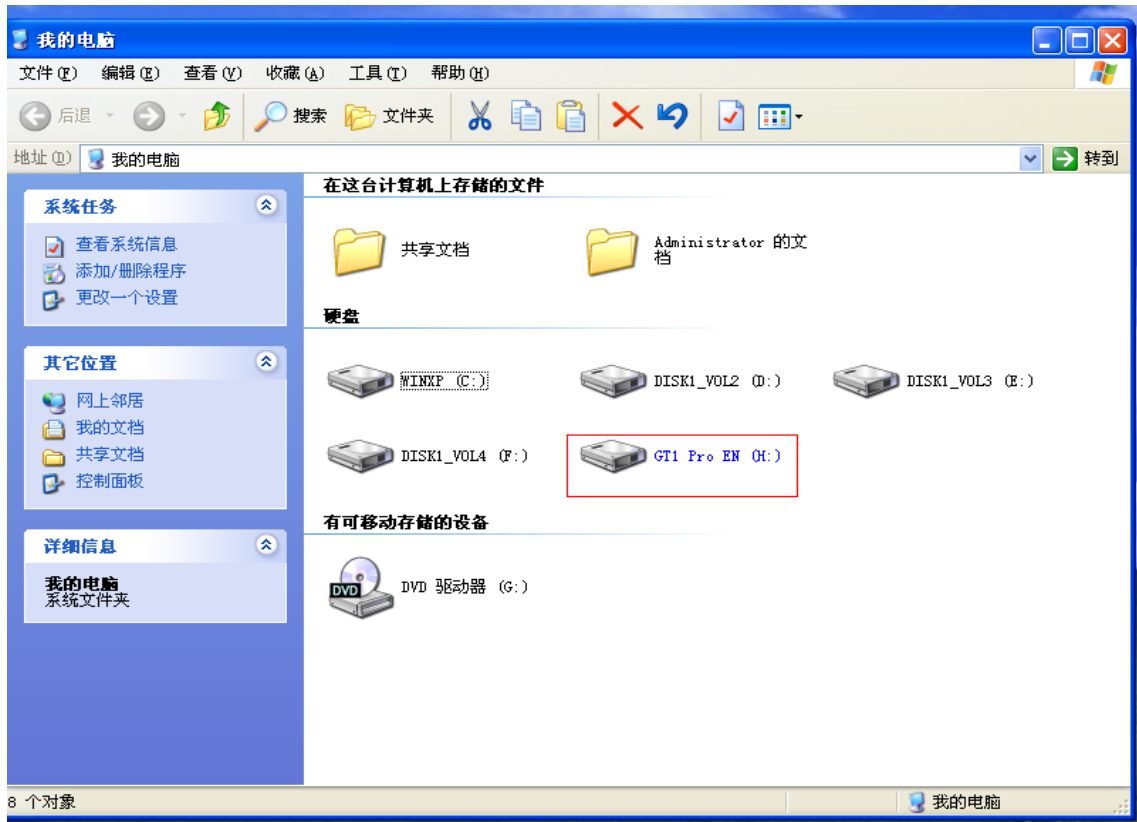 我的电脑
文件(F) 编辑(E) 查看(V) 收藏(A) 工具(T) 帮助(H)
后退 搜索 文件夹
地址(D) 我的电脑 转到
系统任务
查看系统信息
添加/删除程序
更改一个设置
其它位置
网上邻居
我的文档
共享文档
控制面板
详细信息
我的电脑
系统文件夹
在这台计算机上存储的文件
共享文档
Administrator 的文
档
硬盘
WINXP (C:) DISK1_VOL2 (D:) DISK1_VOL3 (E:)
DISK1_VOL4 (F:) GT1 Pro EN (H:)
有可移动存储的设备
DVD
DVD 驱动器 (G:)
8 个对象 我的电脑